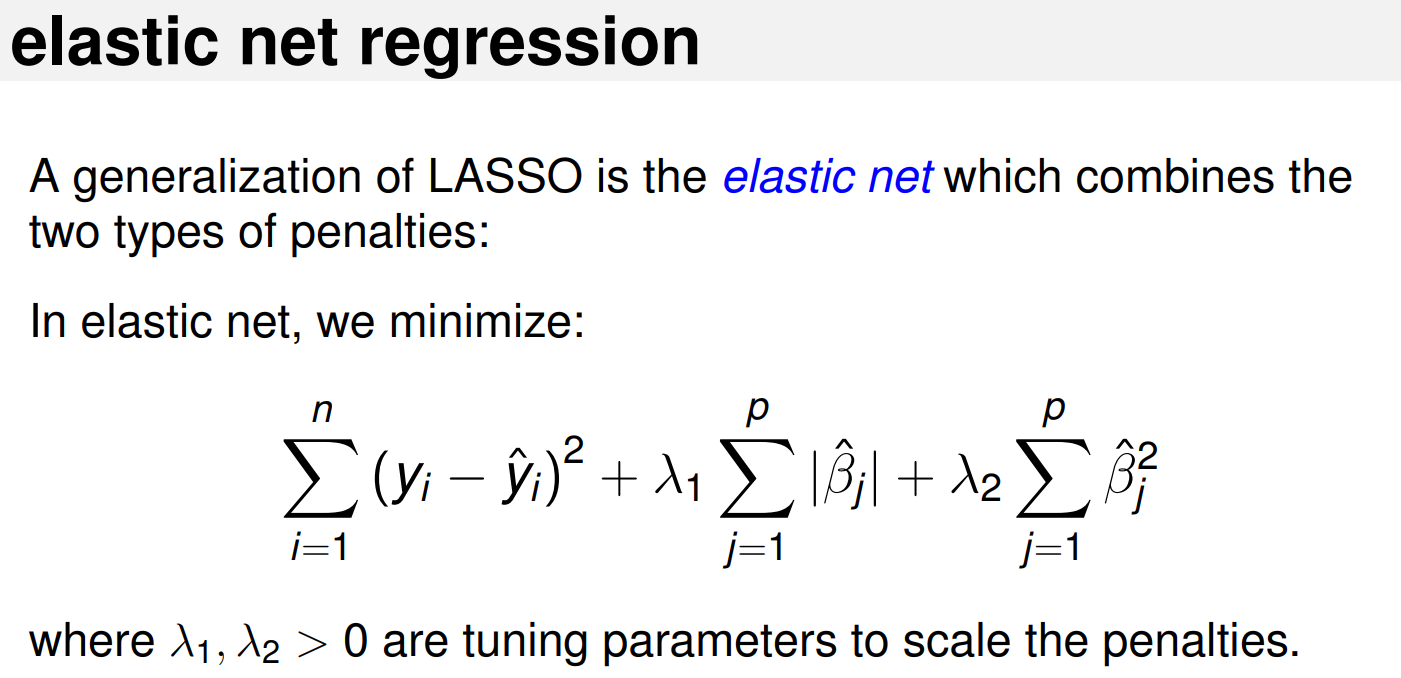 elastic net regression
A generalization of LASSO is the elastic net which combines the
two types of penalties:
In elastic net, we minimize:
$$\sum_{i=1}^{n}(y_i - \hat{y}_i)^2 + \lambda_1 \sum_{j=1}^{p}|\hat{\beta}_j| + \lambda_2 \sum_{j=1}^{p}\hat{\beta}_j^2$$
where λ₁, λ₂ > 0 are tuning parameters to scale the penalties.